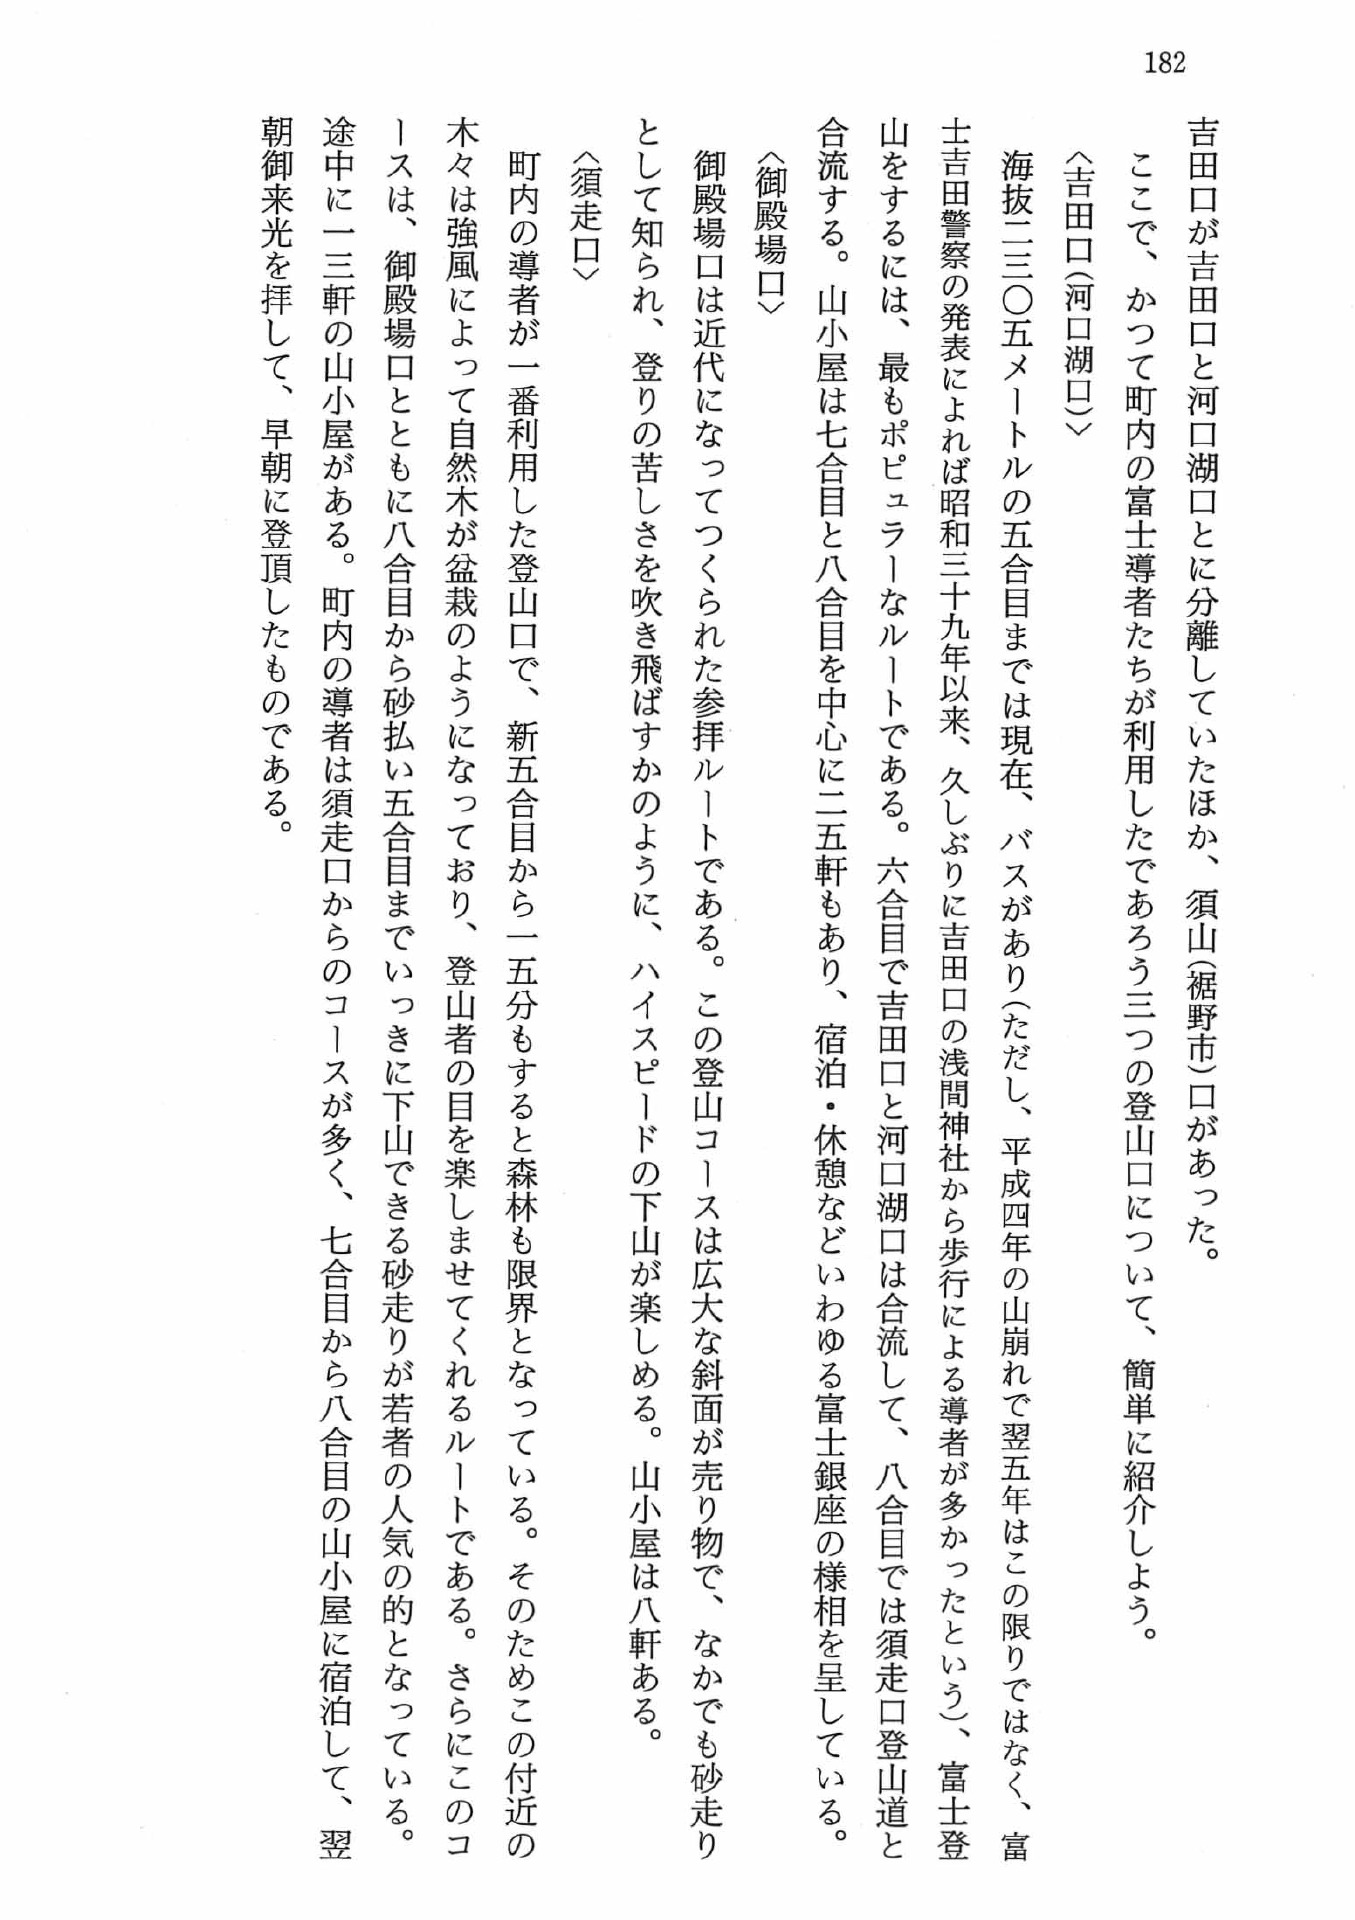 182
吉田口が吉田口と河口湖口とに分離していたほか、須山（裾野市）口があった。
ここで、かつて町内の富士導者たちが利用したであろう三つの登山口について、簡単に紹介しよう。
〈吉田口（河口湖口）〉
海抜二三〇五メートルの五合目までは現在、バスがあり（ただし、平成四年の山崩れで翌五年はこの限りではなく、富
士吉田警察の発表によれば昭和三十九年以来、久しぶりに吉田口の浅間神社から歩行による導者が多かったという）、富士登
山をするには、最もポピュラーなルートである。六合目で吉田口と河口湖口は合流して、八合目では須走口登山道と
合流する。山小屋は七合目と八合目を中心に二五軒もあり、宿泊・休憩などいわゆる富士銀座の様相を呈している。
〈御殿場口〉
御殿場口は近代になってつくられた参拝ルートである。この登山コースは広大な斜面が売り物で、なかでも砂走り
として知られ、登りの苦しさを吹き飛ばすかのように、ハイスピードの下山が楽しめる。山小屋は八軒ある。
〈須走口〉
町内の導者が一番利用した登山口で、新五合目から一五分もすると森林も限界となっている。そのためこの付近の
木々は強風によって自然木が盆栽のようになっており、登山者の目を楽しませてくれるルートである。さらにこのコ
ースは、御殿場口とともに八合目から砂払い五合目までいっきに下山できる砂走りが若者の人気の的となっている。
途中に一三軒の山小屋がある。町内の導者は須走口からのコースが多く、七合目から八合目の山小屋に宿泊して、翌
朝御来光を拝して、早朝に登頂したものである。